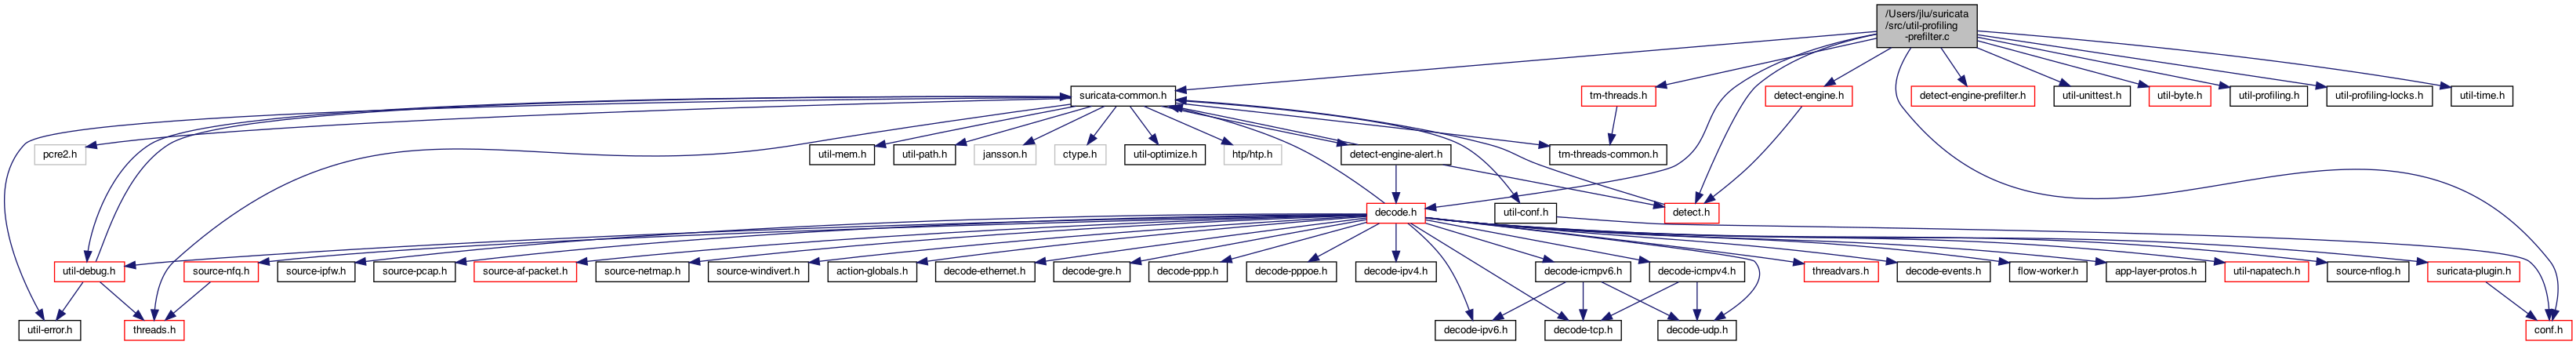 /Users/jlu/suricata
/src/util-profiling
-prefilter.c
suricata-common.h
tm-threads.h
detect-engine.h
detect-engine-prefilter.h
util-unittest.h
util-byte.h
util-profiling.h
util-profiling-locks.h
util-time.h
pcre2.h
util-mem.h
util-path.h
jansson.h
ctype.h
util-optimize.h
htp/htp.h
detect-engine-alert.h
tm-threads-common.h
decode.h
util-conf.h
detect.h
util-debug.h
source-nfq.h
source-ipfw.h
source-pcap.h
source-af-packet.h
source-netmap.h
source-windivert.h
action-globals.h
decode-ethernet.h
decode-gre.h
decode-ppp.h
decode-pppoe.h
decode-ipv4.h
decode-icmpv6.h
decode-icmpv4.h
threadvars.h
decode-events.h
flow-worker.h
app-layer-protos.h
util-napatech.h
source-nflog.h
suricata-plugin.h
util-error.h
threads.h
decode-ipv6.h
decode-tcp.h
decode-udp.h
conf.h